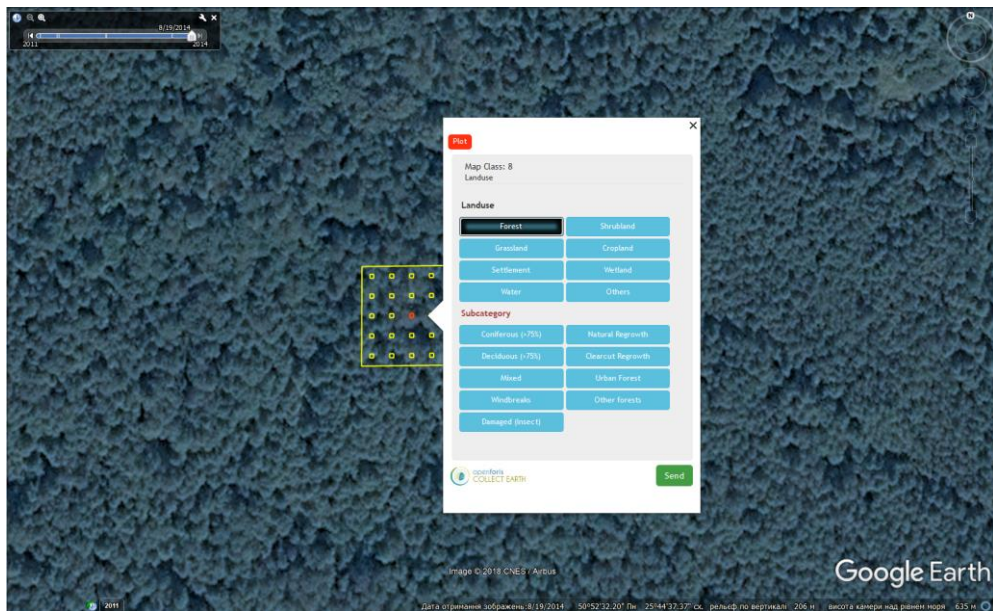 8/19/2014
2011
2014
N
Plot
Map Class: 8
Landuse
Landuse
Forest
Shrubland
Grassland
Cropland
Settlement
Wetland
Water
Others
Subcategory
Coniferous (>75%)
Natural Regrowth
Deciduous (>75%)
Clearcut Regrowth
Mixed
Urban Forest
Windbreaks
Other forests
Damaged (Insect)
openforis
COLLECT EARTH
Send
Image © 2018 CNES / Airbus
Google Earth
2011
Дата отримання зображень:8/19/2014 50°52'32.20" Пн 25°44'37.37" сх. рельєф по вертикалі 206 м висота камери над рівнем моря 635 м